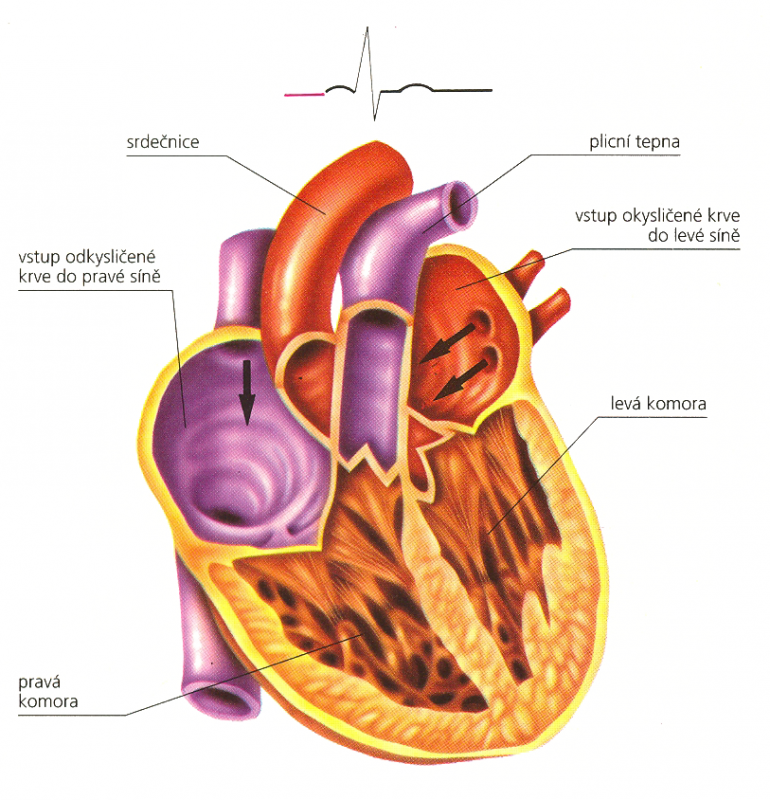 srdečnice
plicní tepna
vstup okysličené krve
do levé síně
vstup odkysličené
krve do pravé síně
levá komora
pravá
komora